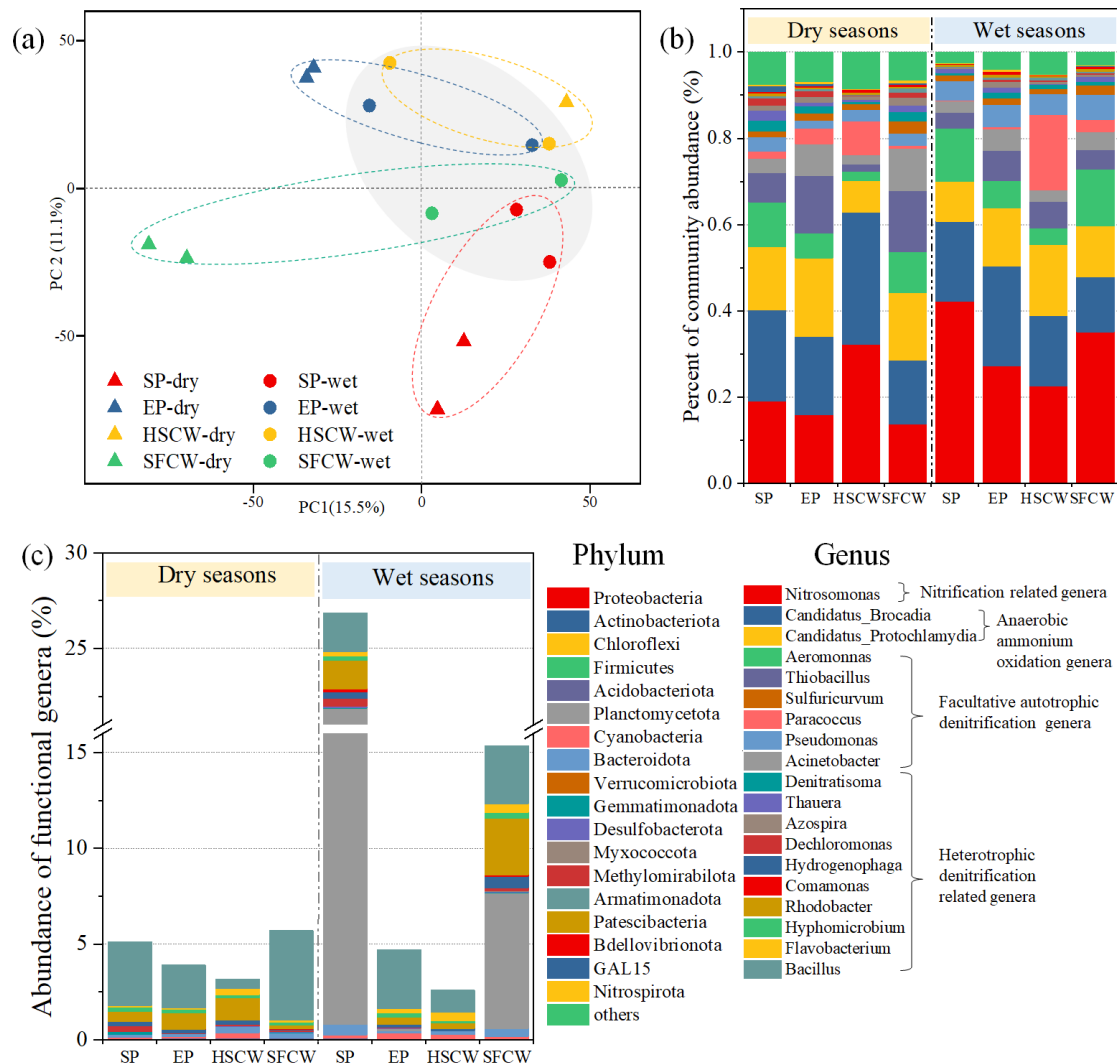 (a)
50
0
-50
PC 2 (11.1%)
-50
0
50
PC1(15.5%)
SP-dry
SP-wet
EP-dry
EP-wet
HSCW-dry
HSCW-wet
SFCW-dry
SFCW-wet
(b)
Dry seasons
Wet seasons
Percent of community abundance (%)
1.0
0.8
0.6
0.4
0.2
0.0
SP EP HSCW SFCW SP EP HSCW SFCW
(c)
Dry seasons
Wet seasons
Abundance of functional genera (%)
30
25
15
10
5
0
SP EP HSCW SFCW SP EP HSCW SFCW
Phylum
Proteobacteria
Actinobacteriota
Chloroflexi
Firmicutes
Acidobacteriota
Planctomycetota
Cyanobacteria
Bacteroidota
Verrucomicrobiota
Gemmatimonadota
Desulfobacterota
Myxococcota
Methylomirabilota
Armatimonadota
Patescibacteria
Bdellovibrionota
GAL15
Nitrospirota
others
Genus
Nitrosomonas
Candidatus_Brocadia
Candidatus_Protochlamydia
Aeromonnas
Thiobacillus
Sulfuricurvum
Paracoccus
Pseudomonas
Acinetobacter
Denitratisoma
Thauera
Azospira
Dechloromonas
Hydrogenophaga
Comamonas
Rhodobacter
Hyphomicrobium
Flavobacterium
Bacillus
Nitrification related genera
Anaerobic
ammonium
oxidation genera
Facultative autotrophic
denitrification
genera
Heterotrophic
denitrification
related genera